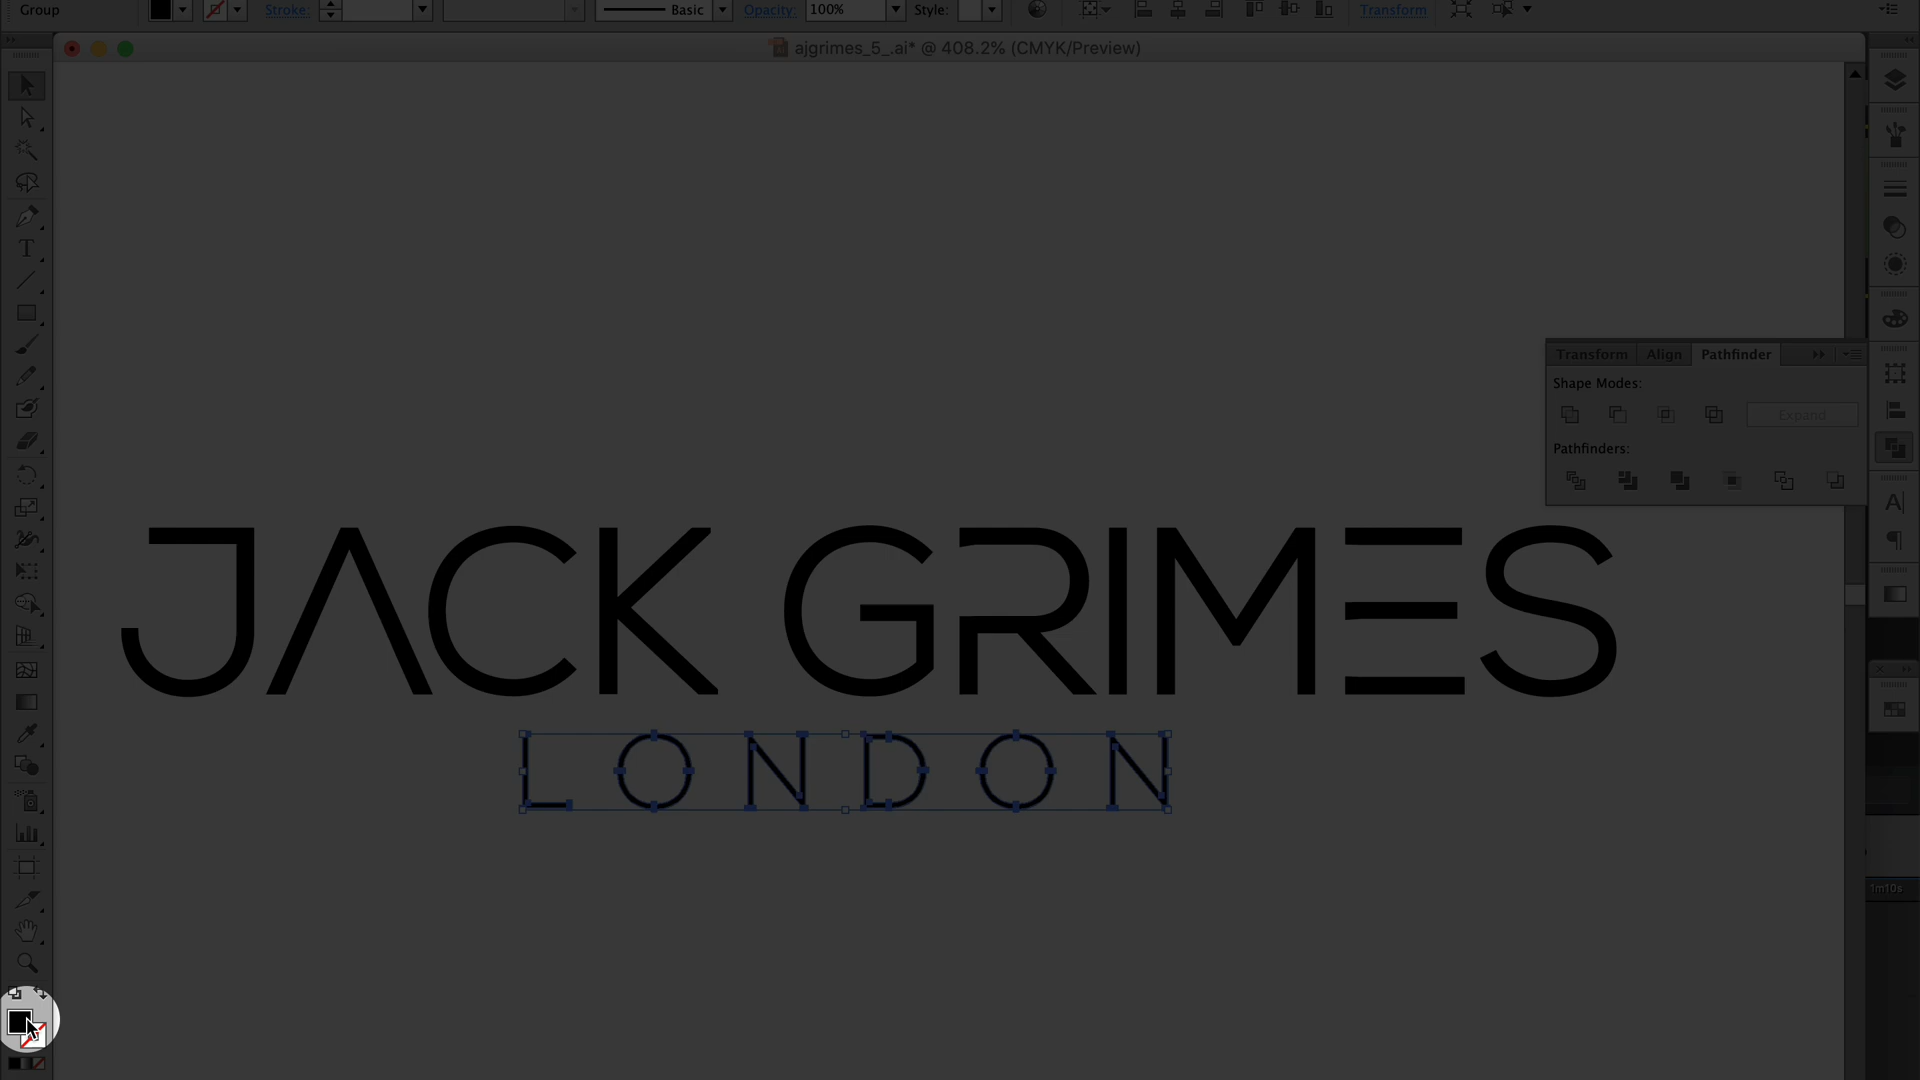 Group Stroke: Basic Opacity: 100% Style: Transform
ajgrimes_5_.ai* @ 408.2% (CMYK/Preview)
Transform Align Pathfinder
Shape Modes:
Expand
Pathfinders:
JACK GRIMES
LONDON
1m10s